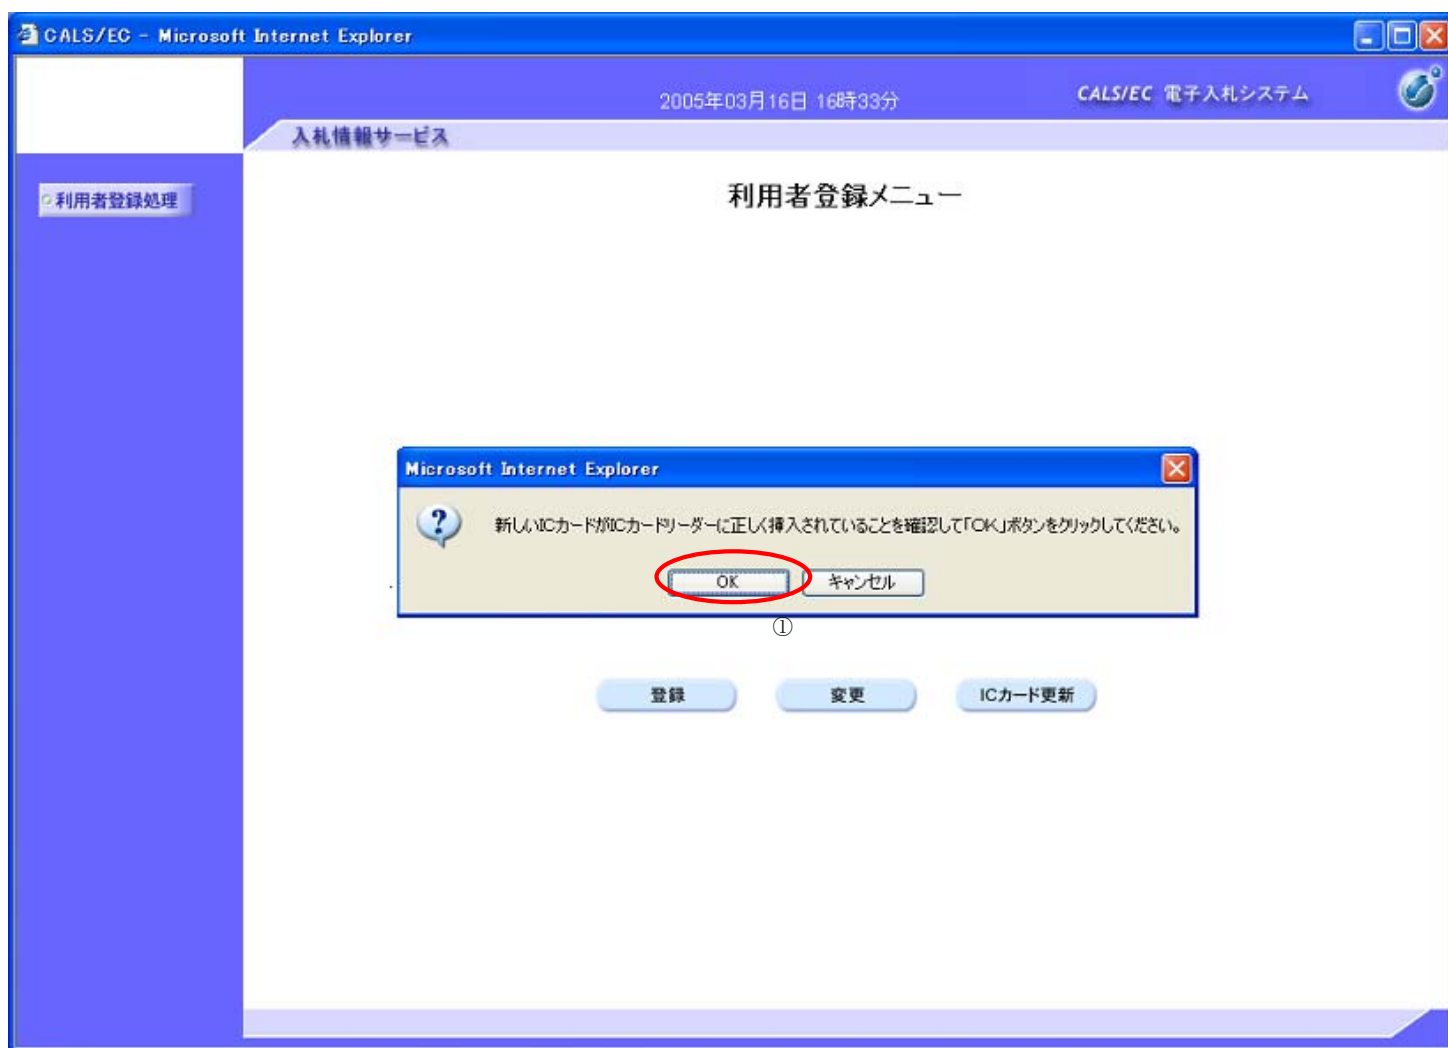 CALS/EC - Microsoft Internet Explorer
2005年03月16日 16時33分
CALS/EC 電子入札システム
入札情報サービス
利用者登録処理
利用者登録メニュー
Microsoft Internet Explorer
新しいICカードがICカードリーダーに正しく挿入されていることを確認して「OK」ボタンをクリックしてください。
OK キャンセル
①
登録 変更 ICカード更新